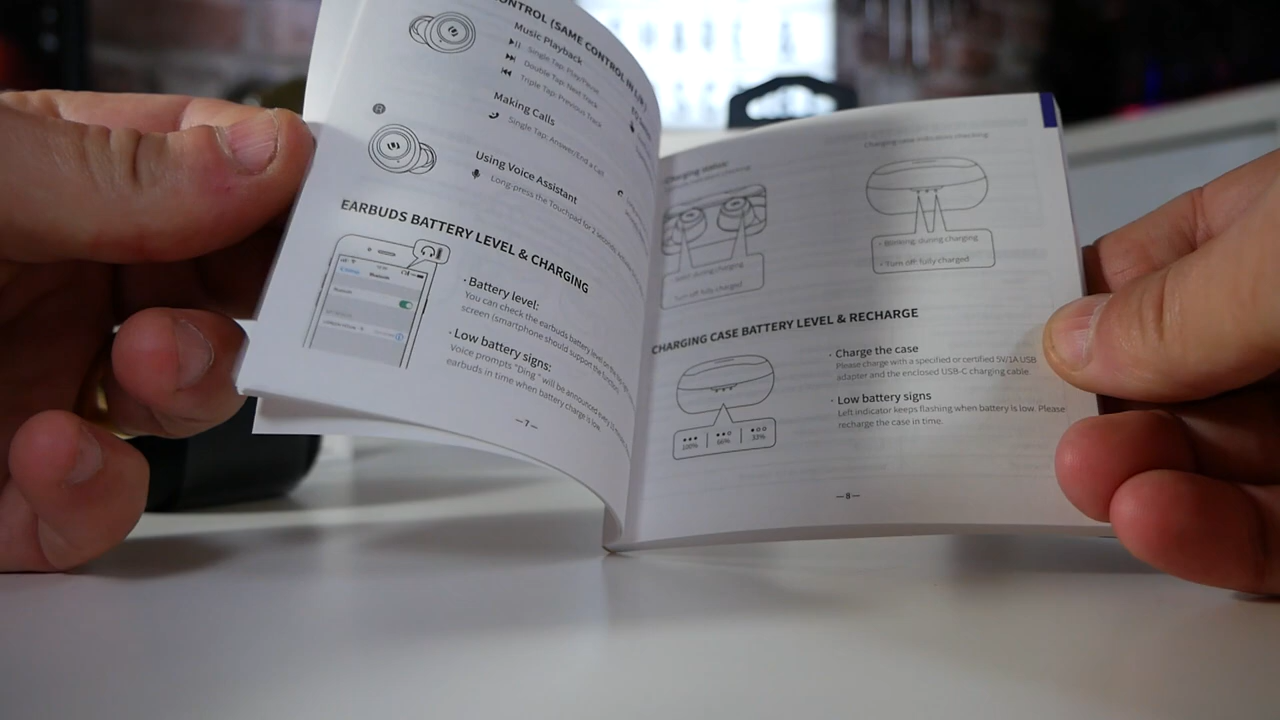 CONTROL (SAME CONTROL IN L/R)
Music Playback
Single Tap: Play/Pause
Double Tap: Next Track
Triple Tap: Previous Track
Making Calls
Single Tap: Answer/End a Call
Using Voice Assistant
Long-press the Touchpad for 2 seconds
EARBUDS BATTERY LEVEL & CHARGING
Bluetooth
Bluetooth
· Battery level:
You can check the earbuds battery level on the
screen (smartphone should support the function
· Low battery signs:
Voice prompts "Ding" will be announced every
earbuds in time when battery charge is low.
—7—
Charging status:
during charging
Turn off: fully charged
Charging case indicators checking
· Blinking: during charging
· Turn off: fully charged
CHARGING CASE BATTERY LEVEL & RECHARGE
100%
66%
33%
· Charge the case
Please charge with a specified or certified 5V/1A USB
adapter and the enclosed USB-C charging cable.
· Low battery signs
Left indicator keeps flashing when battery is low. Please
recharge the case in time.
—8—